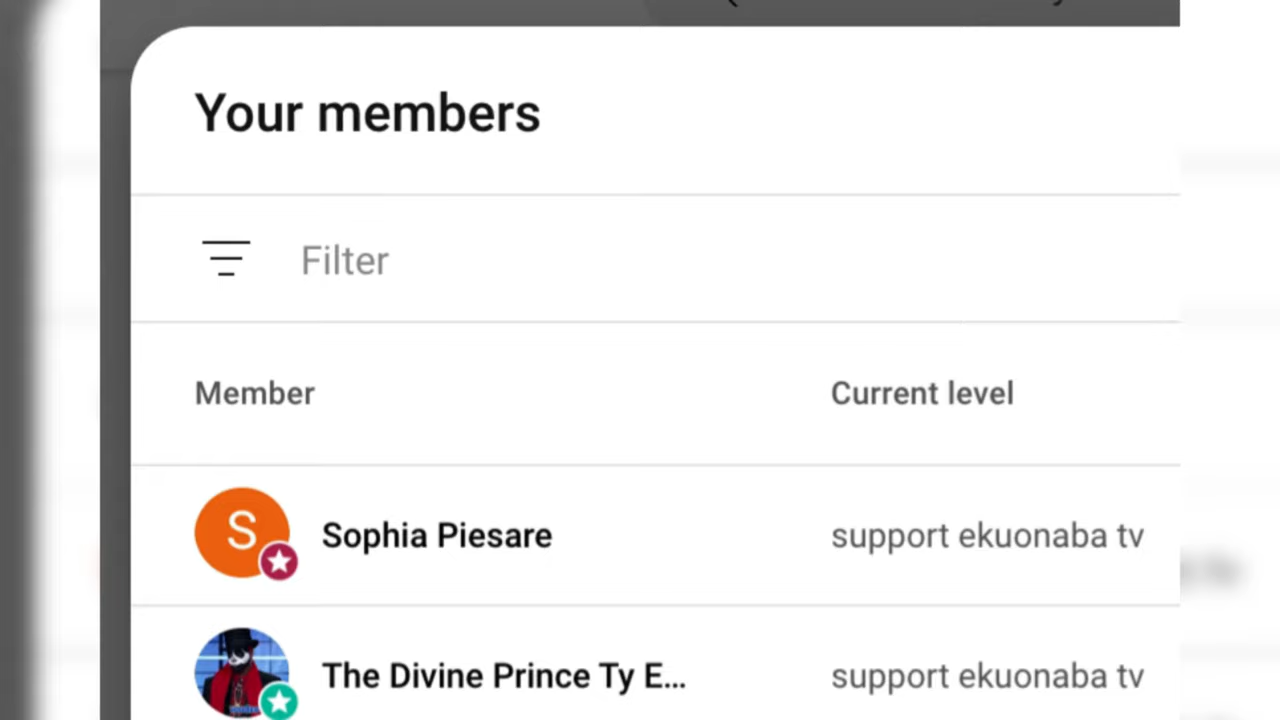 Your members
Filter
Member Current level
S Sophia Piesare support ekuonaba tv
The Divine Prince Ty E... support ekuonaba tv